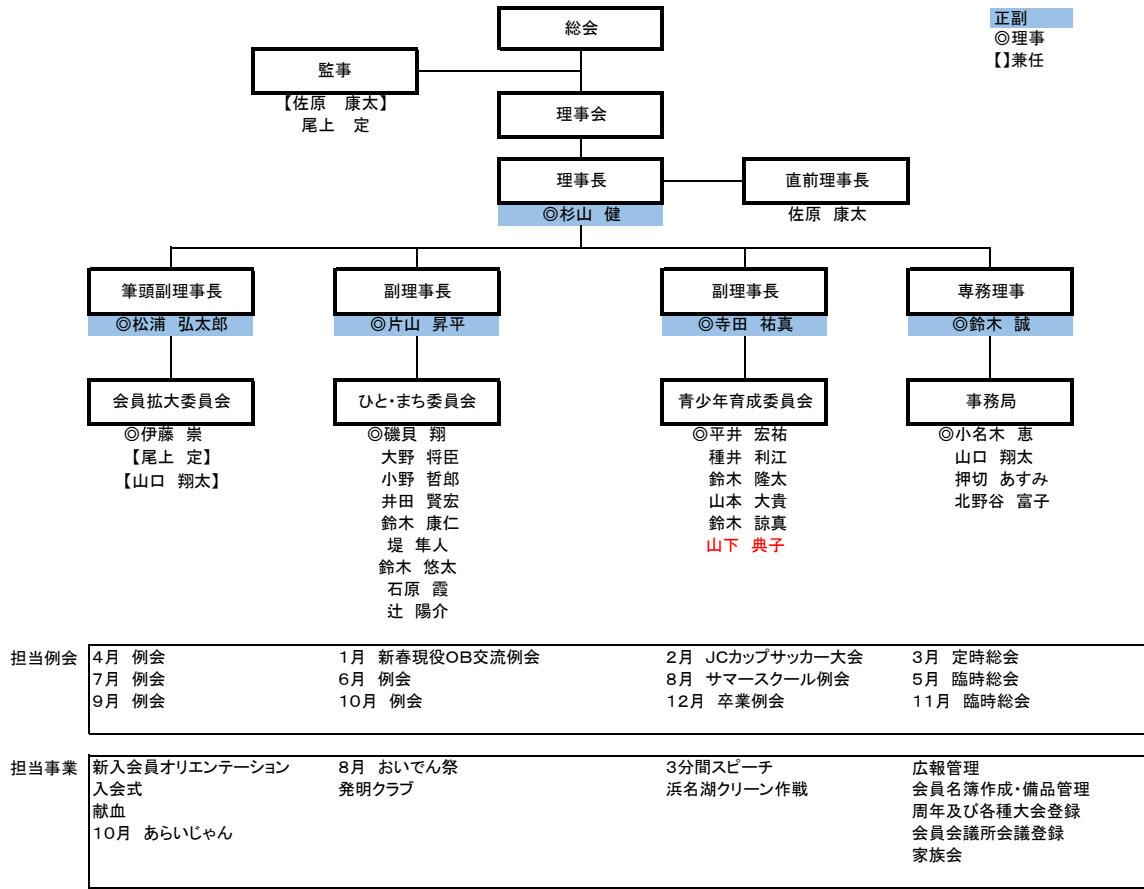 総会
正副
◎理事
【】兼任
監事
【佐原　康太】
尾上　定
理事会
理事長
◎杉山　健
直前理事長
佐原　康太
筆頭副理事長
◎松浦　弘太郎
副理事長
◎片山　昇平
副理事長
◎寺田　祐真
専務理事
◎鈴木　誠
会員拡大委員会
◎伊藤　崇
【尾上　定】
【山口　翔太】
ひと・まち委員会
◎磯貝　翔
大野　将臣
小野　哲郎
井田　賢宏
鈴木　康仁
堤　隼人
鈴木　悠太
石原　霞
辻　陽介
青少年育成委員会
◎平井　宏祐
種井　利江
鈴木　隆太
山本　大貴
鈴木　諒真
山下　典子
事務局
◎小名木　恵
山口　翔太
押切　あすみ
北野谷　富子
担当例会
4月　例会
7月　例会
9月　例会
1月　新春現役OB交流例会
6月　例会
10月　例会
2月　JCカップサッカー大会
8月　サマースクール例会
12月　卒業例会
3月　定時総会
5月　臨時総会
11月　臨時総会
担当事業
新入会員オリエンテーション
入会式
献血
10月　あらいじゃん
8月　おいでん祭
発明クラブ
3分間スピーチ
浜名湖クリーン作戦
広報管理
会員名簿作成・備品管理
周年及び各種大会登録
会員会議所会議登録
家族会